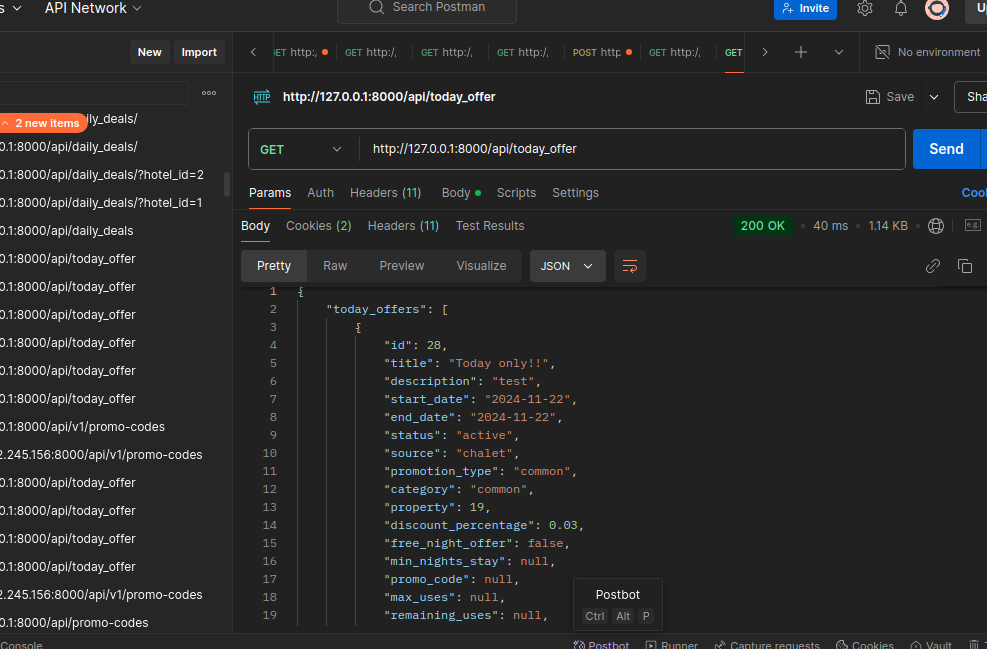 s API Network Search Postman Invite Up
New Import GET http:, GET http:/, GET http:/, GET http:/, POST http GET http:/, GET No environment
HTTP http://127.0.0.1:8000/api/today_offer Save Sha
2 new items ily_deals/
0.1:8000/api/daily_deals/
0.1:8000/api/daily_deals/?hotel_id=2
0.1:8000/api/daily_deals/?hotel_id=1
0.1:8000/api/daily_deals
0.1:8000/api/today_offer
0.1:8000/api/today_offer
0.1:8000/api/today_offer
0.1:8000/api/today_offer
0.1:8000/api/today_offer
0.1:8000/api/today_offer
0.1:8000/api/v1/promo-codes
2.245.156:8000/api/v1/promo-codes
0.1:8000/api/today_offer
0.1:8000/api/today_offer
0.1:8000/api/today_offer
0.1:8000/api/today_offer
2.245.156:8000/api/v1/promo-codes
0.1:8000/api/promo-codes
GET http://127.0.0.1:8000/api/today_offer Send
Params Auth Headers (11) Body Scripts Settings Cool
Body Cookies (2) Headers (11) Test Results 200 OK 40 ms 1.14 KB e.g.
Pretty Raw Preview Visualize JSON
1 {
2 "today_offers": [
3 {
4 "id": 28,
5 "title": "Today only!!",
6 "description": "test",
7 "start_date": "2024-11-22",
8 "end_date": "2024-11-22",
9 "status": "active",
10 "source": "chalet",
11 "promotion_type": "common",
12 "category": "common",
13 "property": 19,
14 "discount_percentage": 0.03,
15 "free_night_offer": false,
16 "min_nights_stay": null,
17 "promo_code": null,
18 "max_uses": null,
19 "remaining_uses": null,
Postbot
Ctrl Alt P
Console Postbot Runner Capture requests Cookies Vault